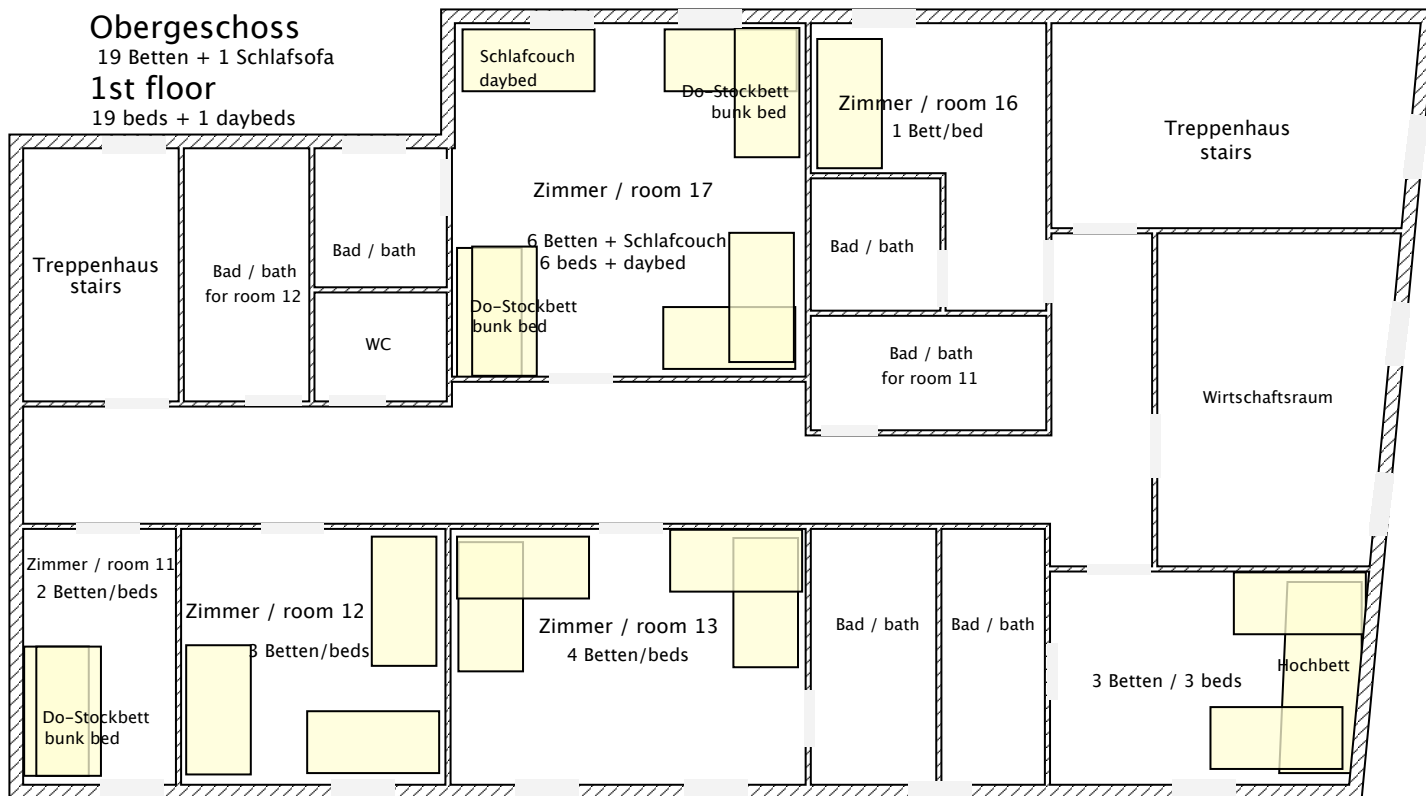 Obergeschoss
19 Betten + 1 Schlafsofa
1st floor
19 beds + 1 daybeds
Schlafcouch
daybed
Do-Stockbett
bunk bed
Zimmer / room 16
1 Bett/bed
Treppenhaus
stairs
Zimmer / room 17
6 Betten + Schlafcouch
6 beds + daybed
Do-Stockbett
bunk bed
Treppenhaus
stairs
Bad / bath
for room 12
Bad / bath
WC
Bad / bath
Bad / bath
for room 11
Wirtschaftsraum
Zimmer / room 11
2 Betten/beds
Do-Stockbett
bunk bed
Zimmer / room 12
3 Betten/beds
Zimmer / room 13
4 Betten/beds
Bad / bath
Bad / bath
3 Betten / 3 beds
Hochbett